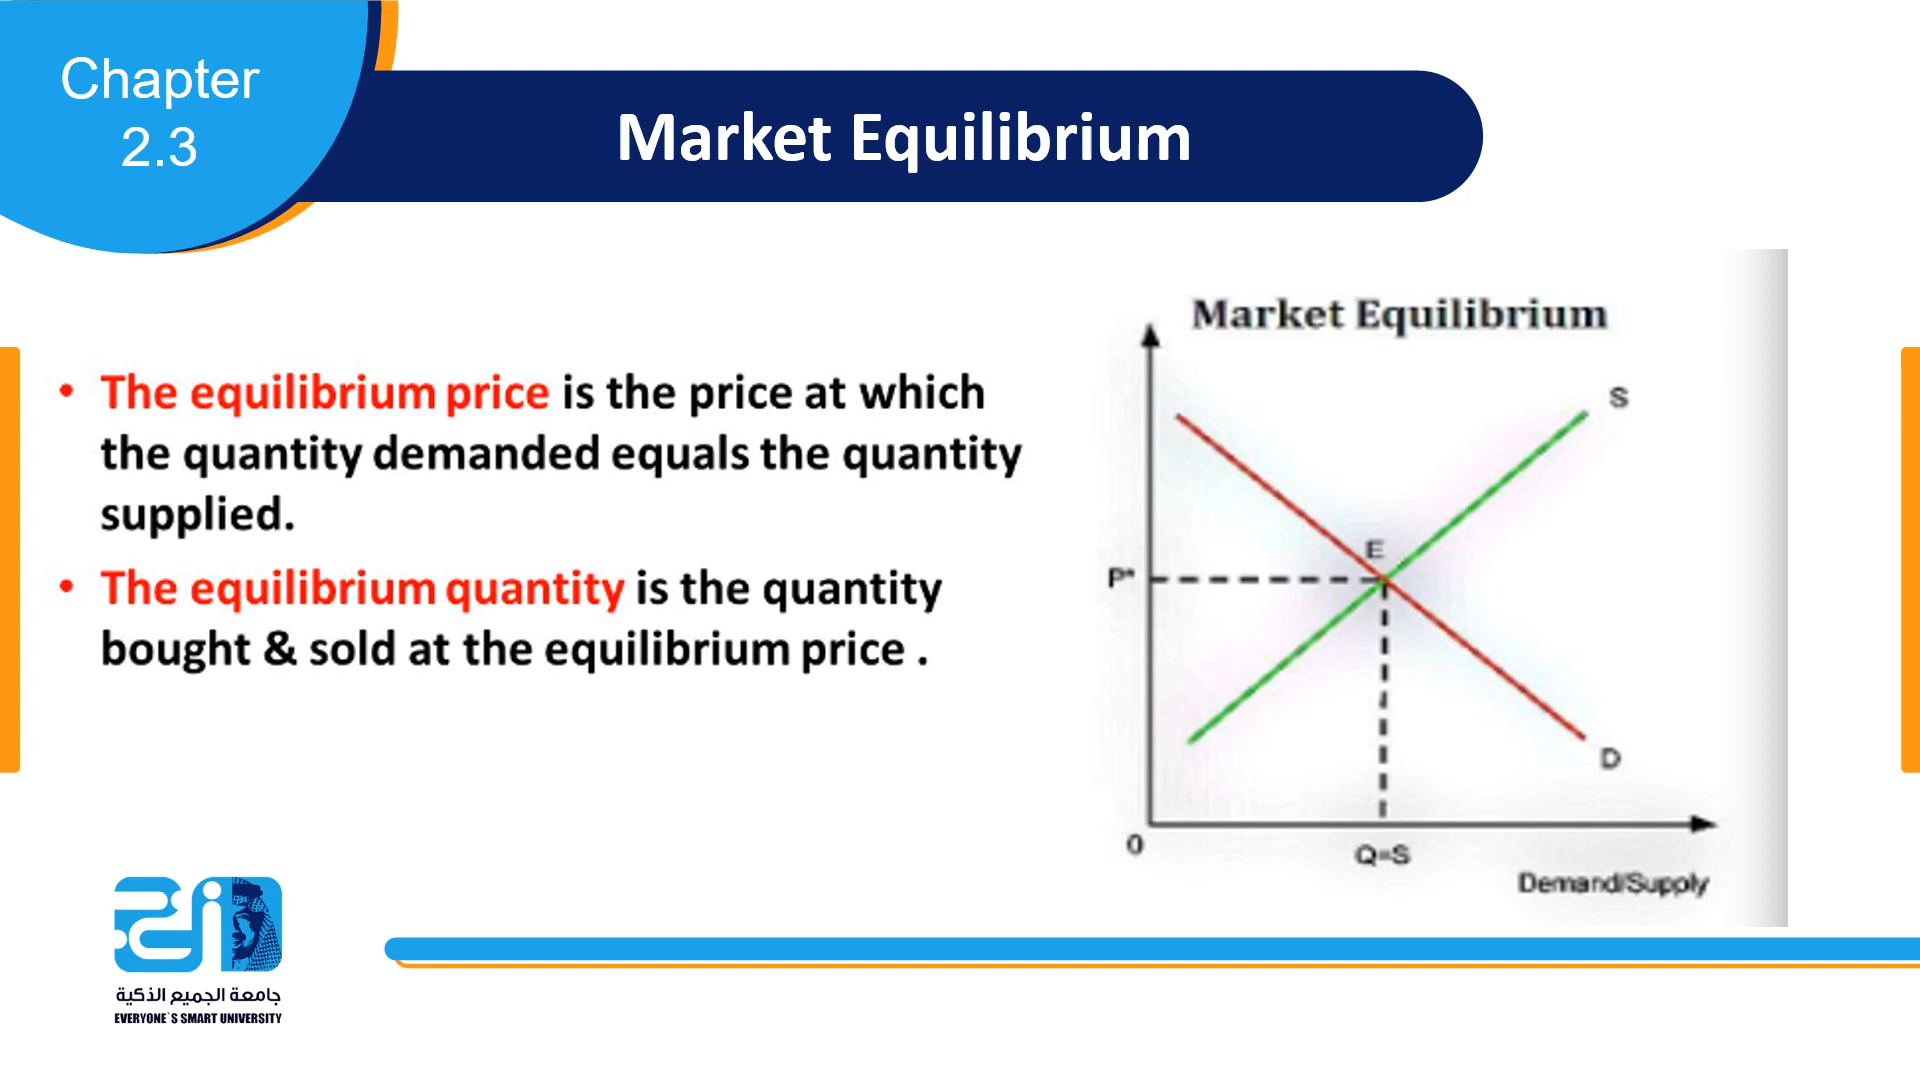 Chapter
2.3
Market Equilibrium
• The equilibrium price is the price at which
the quantity demanded equals the quantity
supplied.
• The equilibrium quantity is the quantity
bought & sold at the equilibrium price .
Market Equilibrium
S
E
P*
D
0
Q=S
Demand/Supply
جامعة الجميع الذكية
EVERYONE`S SMART UNIVERSITY